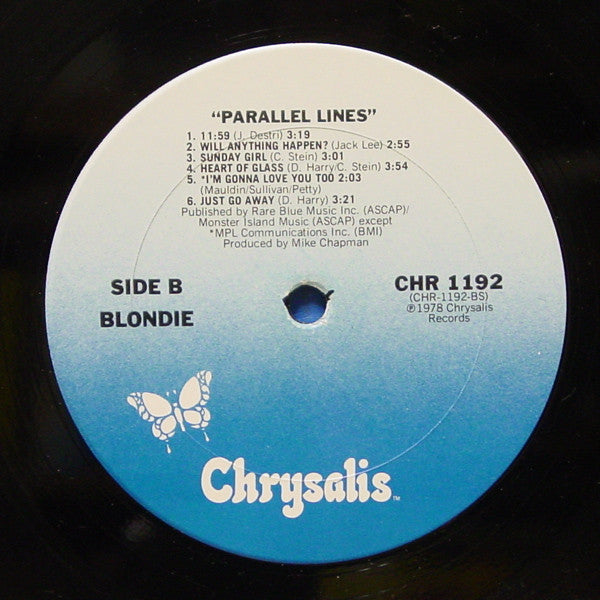 “PARALLEL LINES”
1. 11:59 (J. Destri) 3:19
2. WILL ANYTHING HAPPEN? (Jack Lee) 2:55
3. SUNDAY GIRL (C. Stein) 3:01
4. HEART OF GLASS (D. Harry/C. Stein) 3:54
5. *I'M GONNA LOVE YOU TOO 2:03
(Mauldin/Sullivan/Petty)
6. JUST GO AWAY (D. Harry) 3:21
Published by Rare Blue Music Inc. (ASCAP)/
Monster Island Music (ASCAP) except
*MPL Communications Inc. (BMI)
Produced by Mike Chapman
SIDE B
BLONDIE
CHR 1192
(CHR-1192-BS)
℗1978 Chrysalis
Records
Chrysalis™